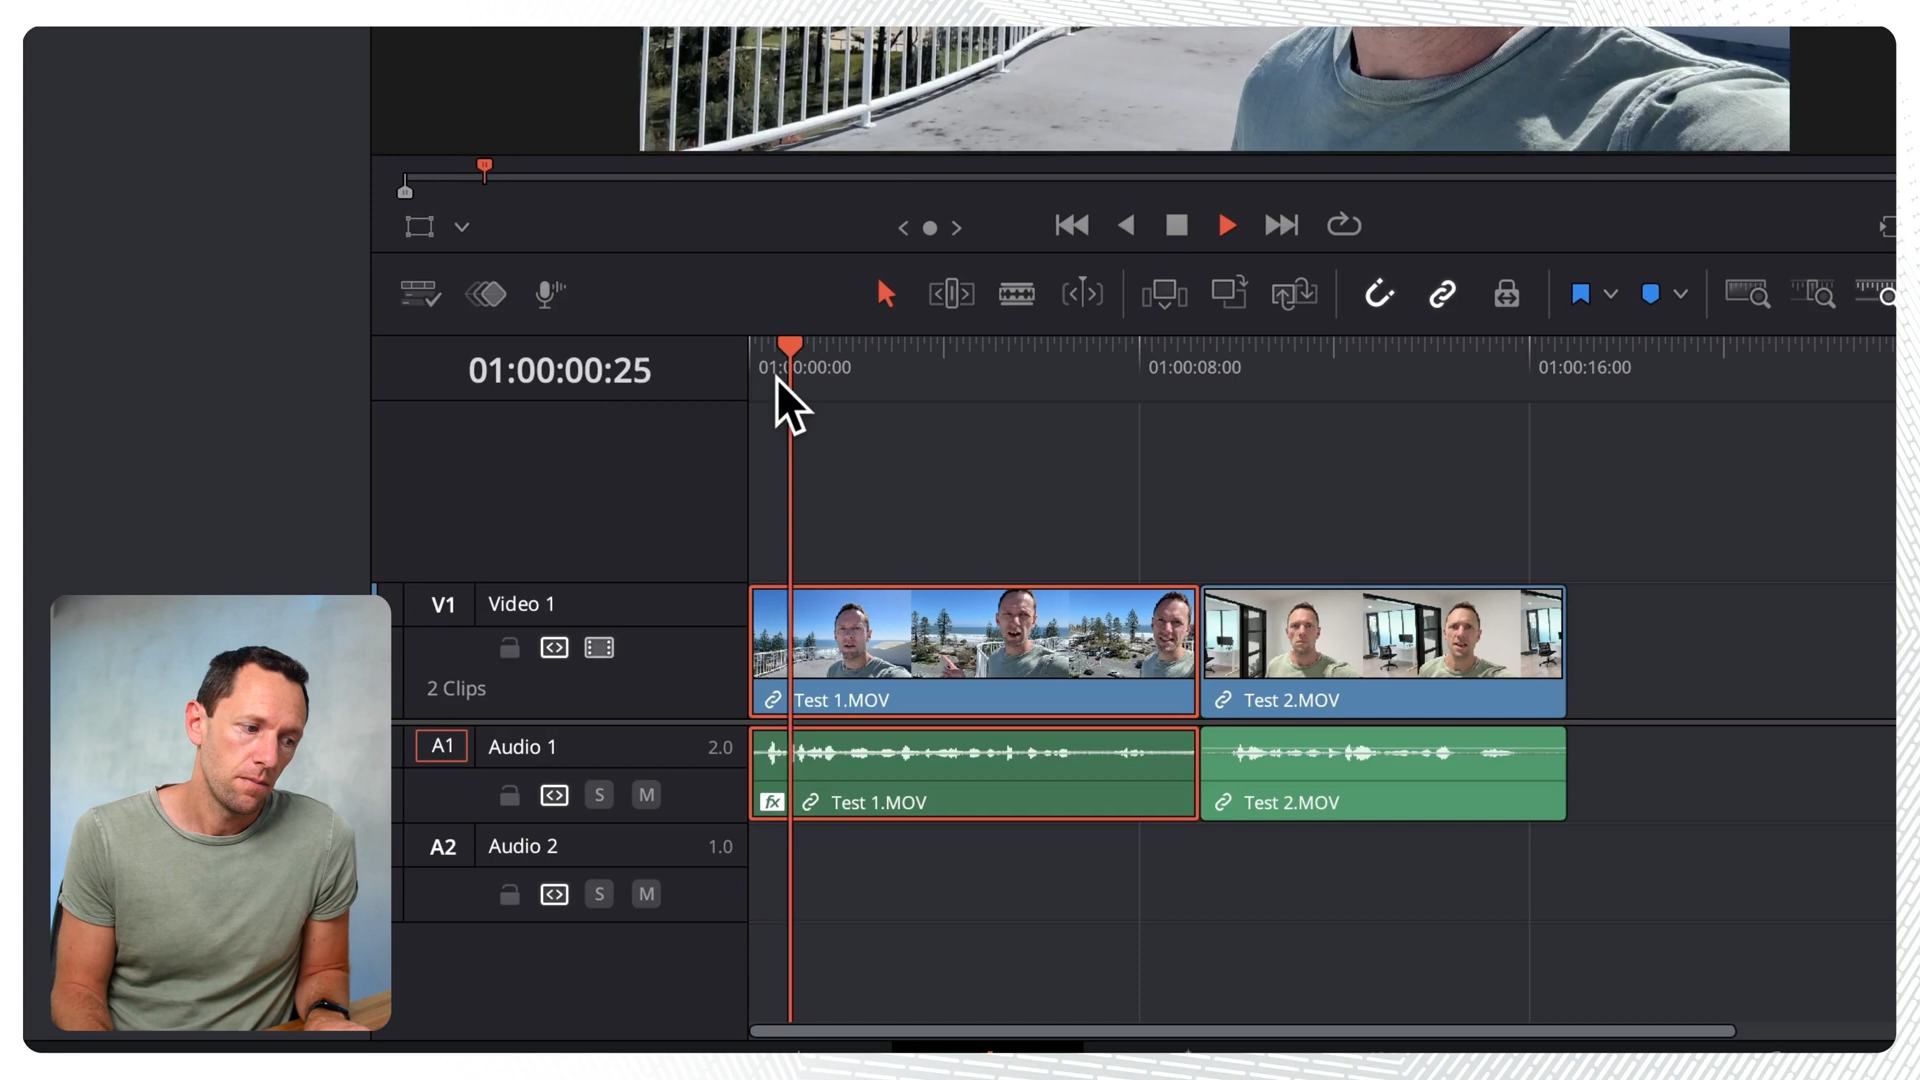 01:00:00:25
01:00:00:00
01:00:08:00
01:00:16:00
V1 Video 1
2 Clips
Test 1.MOV
Test 2.MOV
A1 Audio 1 2.0
S M
fx Test 1.MOV
Test 2.MOV
A2 Audio 2 1.0
S M